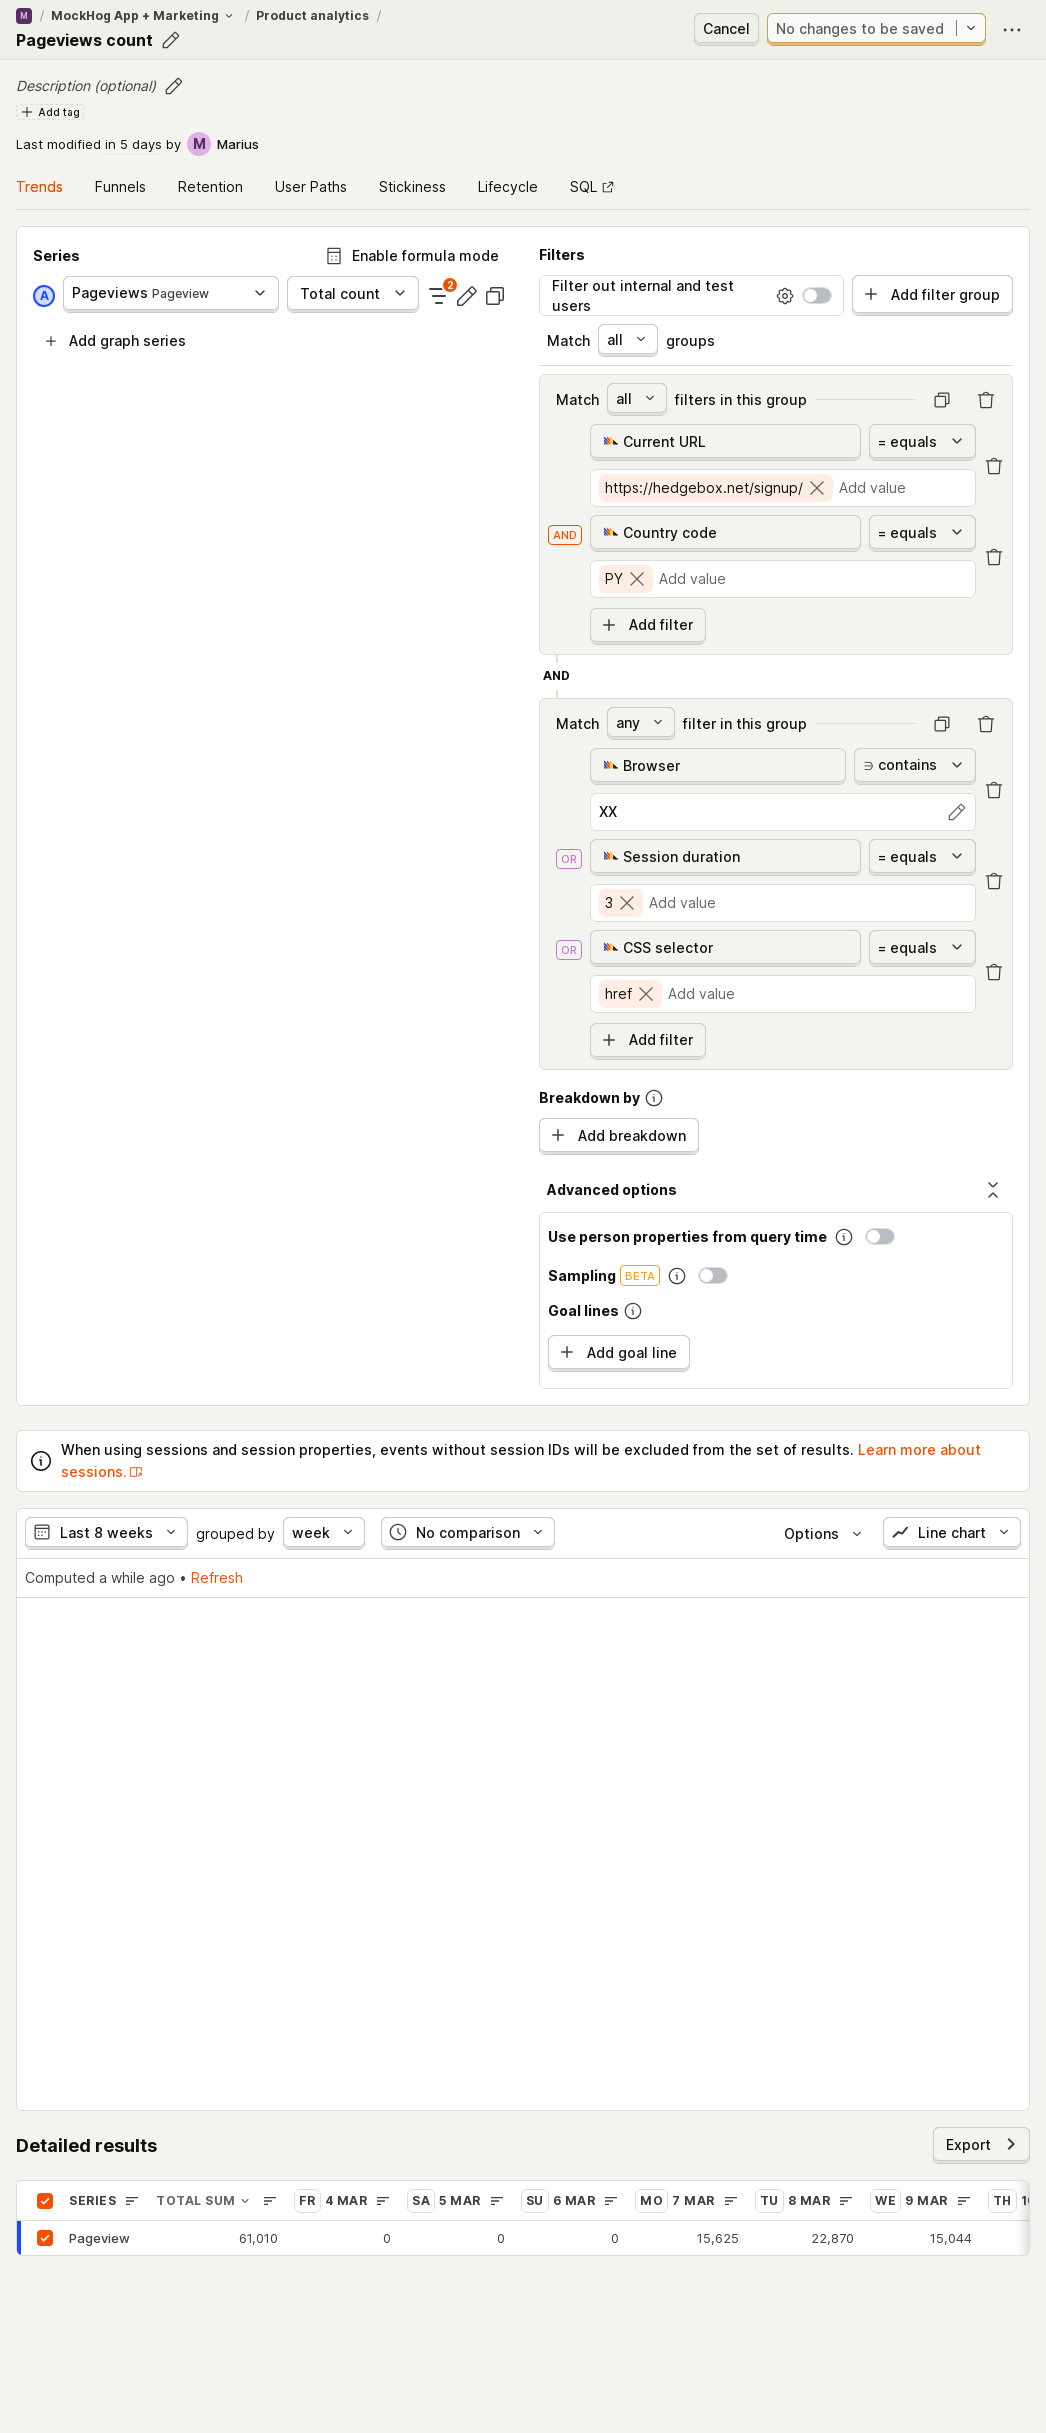 M / MockHog App + Marketing / Product analytics /
Pageviews count
Cancel
No changes to be saved
Description (optional)
Add tag
Last modified in 5 days by M Marius
Trends Funnels Retention User Paths Stickiness Lifecycle SQL
Series
Enable formula mode
A Pageviews Pageview Total count 2
Add graph series
Filters
Filter out internal and test
users
Add filter group
Match all groups
Match all filters in this group
Current URL = equals
https://hedgebox.net/signup/ Add value
AND Country code = equals
PY Add value
Add filter
AND
Match any filter in this group
Browser ∋ contains
XX
OR Session duration = equals
3 Add value
OR CSS selector = equals
href Add value
Add filter
Breakdown by
Add breakdown
Advanced options
Use person properties from query time
Sampling BETA
Goal lines
Add goal line
When using sessions and session properties, events without session IDs will be excluded from the set of results. Learn more about
sessions.
Last 8 weeks grouped by week No comparison Options Line chart
Computed a while ago • Refresh
Detailed results
Export
SERIES TOTAL SUM FR 4 MAR SA 5 MAR SU 6 MAR MO 7 MAR TU 8 MAR WE 9 MAR TH
Pageview 61,010 0 0 0 15,625 22,870 15,044